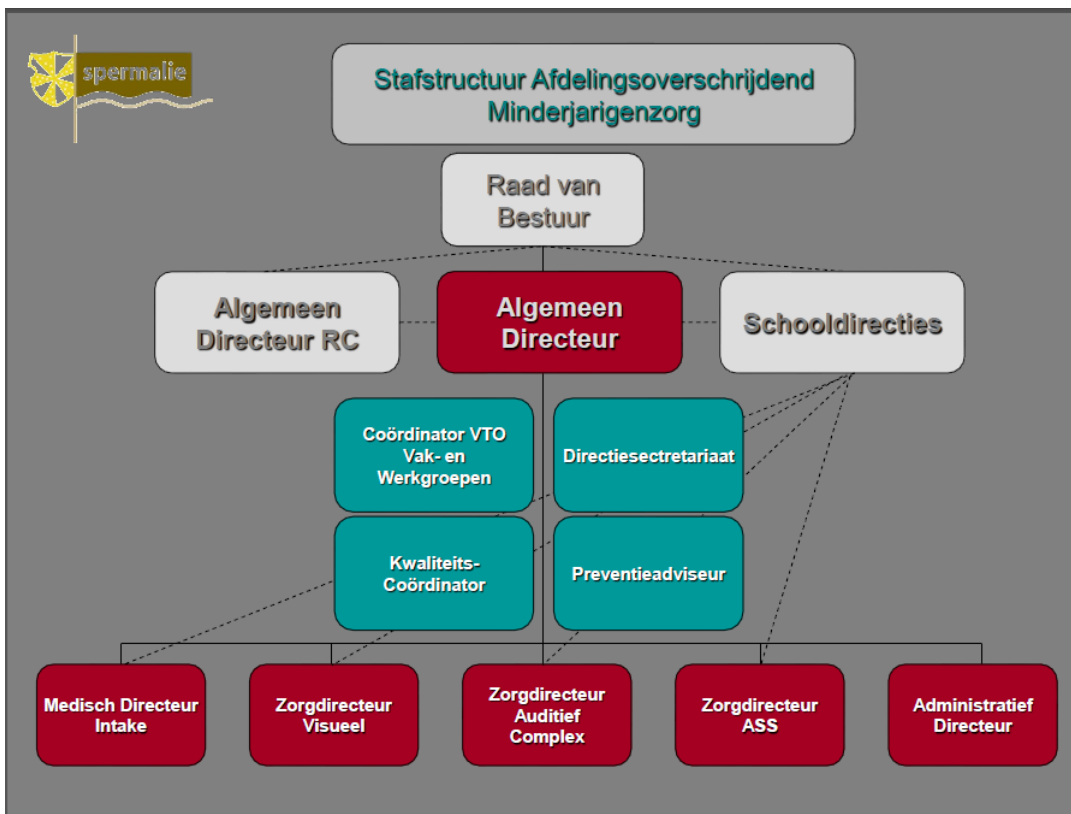 spermalie
Stafstructuur Afdelingsoverschrijdend
Minderjarigenzorg
Raad van
Bestuur
Algemeen
Directeur RC
Algemeen
Directeur
Schooldirecties
Coördinator VTO
Vak- en
Werkgroepen
Directiesectretariaat
Kwaliteits-
Coördinator
Preventieadviseur
Medisch Directeur
Intake
Zorgdirecteur
Visueel
Zorgdirecteur
Auditief
Complex
Zorgdirecteur
ASS
Administratief
Directeur